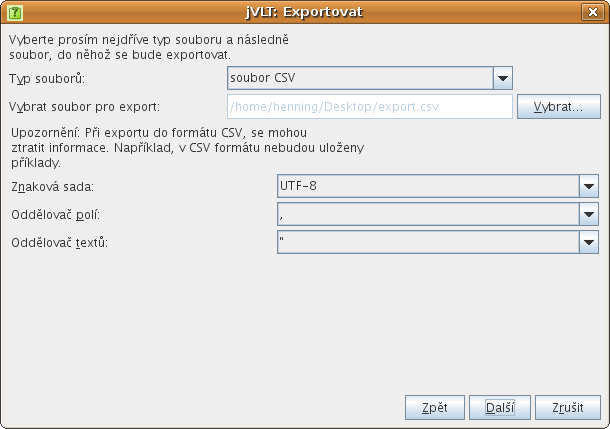 jVLT: Exportovat
Vyberte prosím nejdříve typ souboru a následně
soubor, do něhož se bude exportovat.
Typ souborů: soubor CSV
Vybrat soubor pro export: /home/henning/Desktop/export.csv Vybrat...
Upozornění: Při exportu do formátu CSV, se mohou
ztratit informace. Například, v CSV formátu nebudou uloženy
příklady.
Znaková sada: UTF-8
Oddělovač polí: ,
Oddělovač textů: "
Zpět Další Zrušit